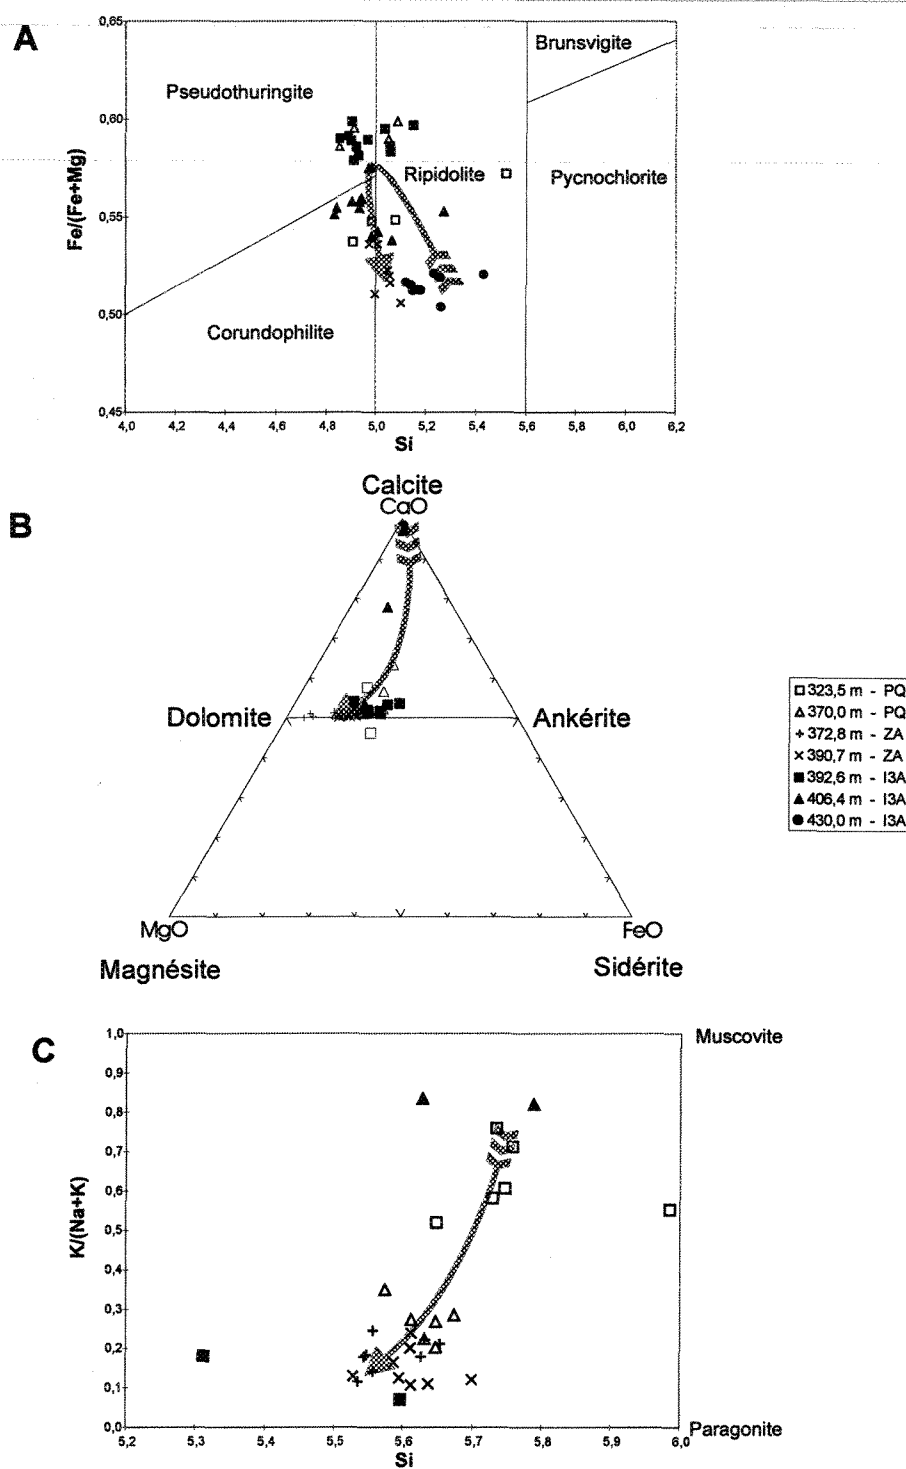 A
Brunsvigite
Pseudothuringite
0,60
Ripidolite
Pycnochlorite
Fe/(Fe+Mg)
0,55
0,50
Corundophilite
0,45
4,0 4,2 4,4 4,6 4,8 5,0 5,2 5,4 5,6 5,8 6,0 6,2
Si
B
Calcite
CaO
Dolomite
Ankérite
323,5 m - PQ
370,0 m - PQ
372,8 m - ZA
390,7 m - ZA
392,6 m - I3A
406,4 m - I3A
430,0 m - I3A
MgO
FeO
Magnésite
Sidérite
C
1,0
Muscovite
0,9
0,8
0,7
0,6
K/(Na+K)
0,5
0,4
0,3
0,2
0,1
0,0
Paragonite
5,2 5,3 5,4 5,5 5,6 5,7 5,8 5,9 6,0
Si